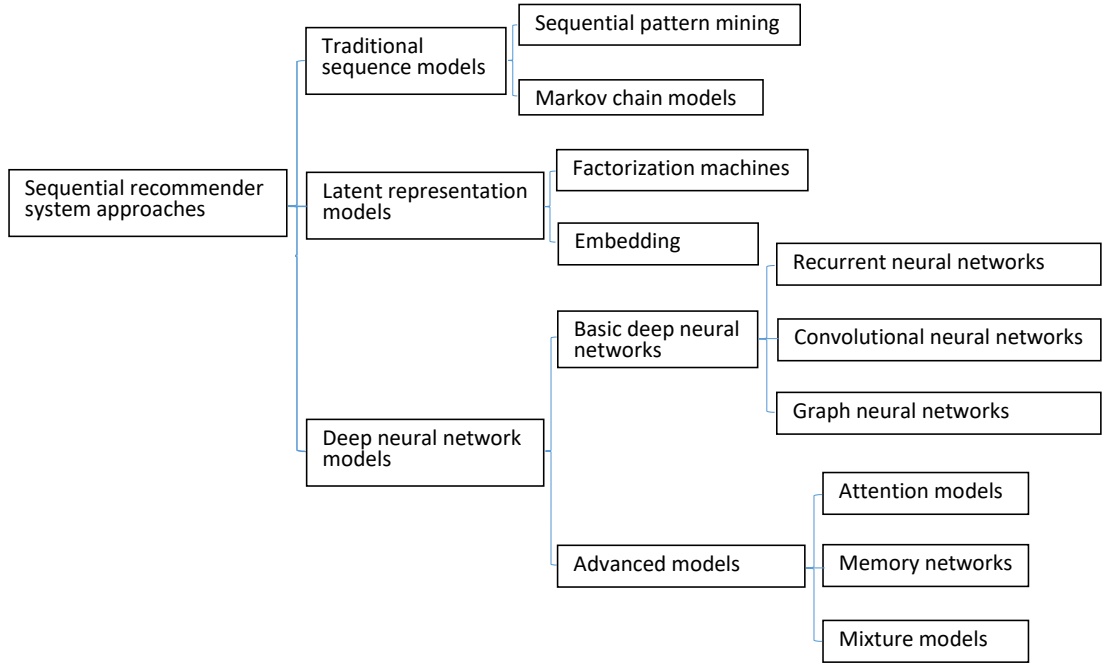 Sequential recommender
system approaches
Traditional
sequence models
Sequential pattern mining
Markov chain models
Latent representation
models
Factorization machines
Embedding
Deep neural network
models
Basic deep neural
networks
Recurrent neural networks
Convolutional neural networks
Graph neural networks
Advanced models
Attention models
Memory networks
Mixture models